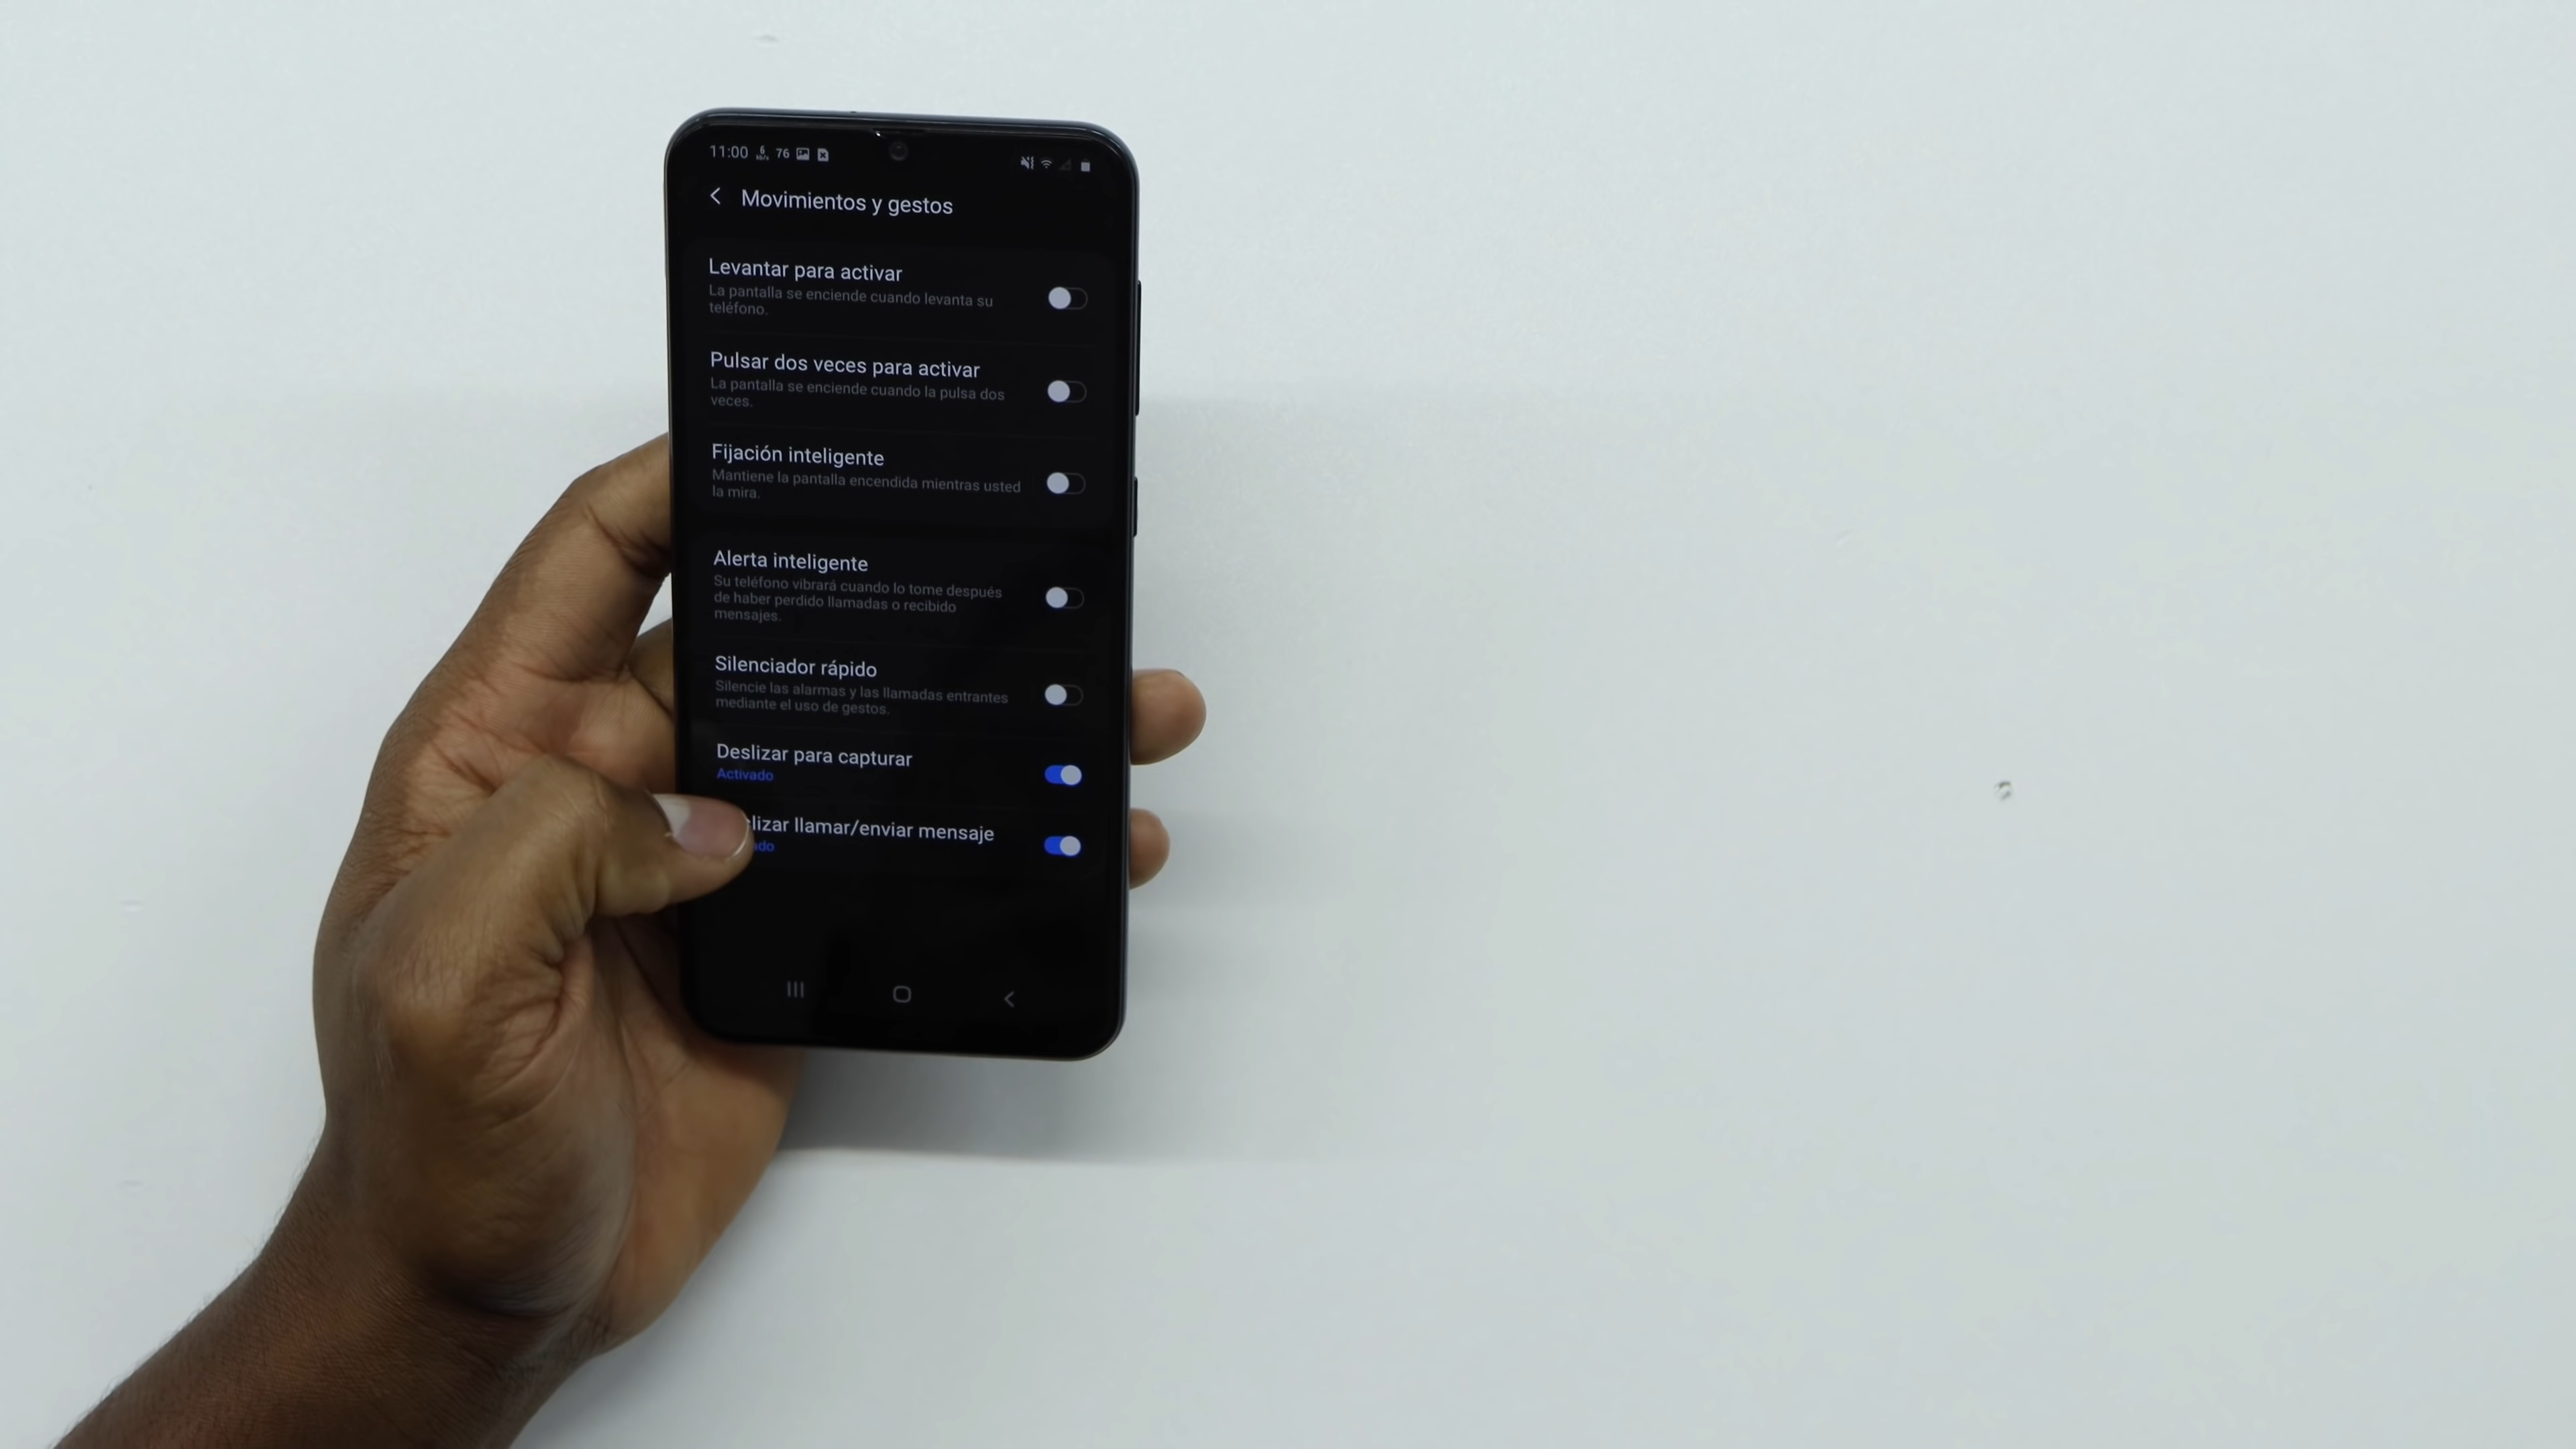 11:00 6 kb/s 76
Movimientos y gestos
Levantar para activar
La pantalla se enciende cuando levanta su
teléfono.
Pulsar dos veces para activar
La pantalla se enciende cuando la pulsa dos
veces.
Fijación inteligente
Mantiene la pantalla encendida mientras usted
la mira.
Alerta inteligente
Su teléfono vibrará cuando lo tome después
de haber perdido llamadas o recibido
mensajes.
Silenciador rápido
Silencie las alarmas y las llamadas entrantes
mediante el uso de gestos.
Deslizar para capturar
Activado
llamar/enviar mensaje